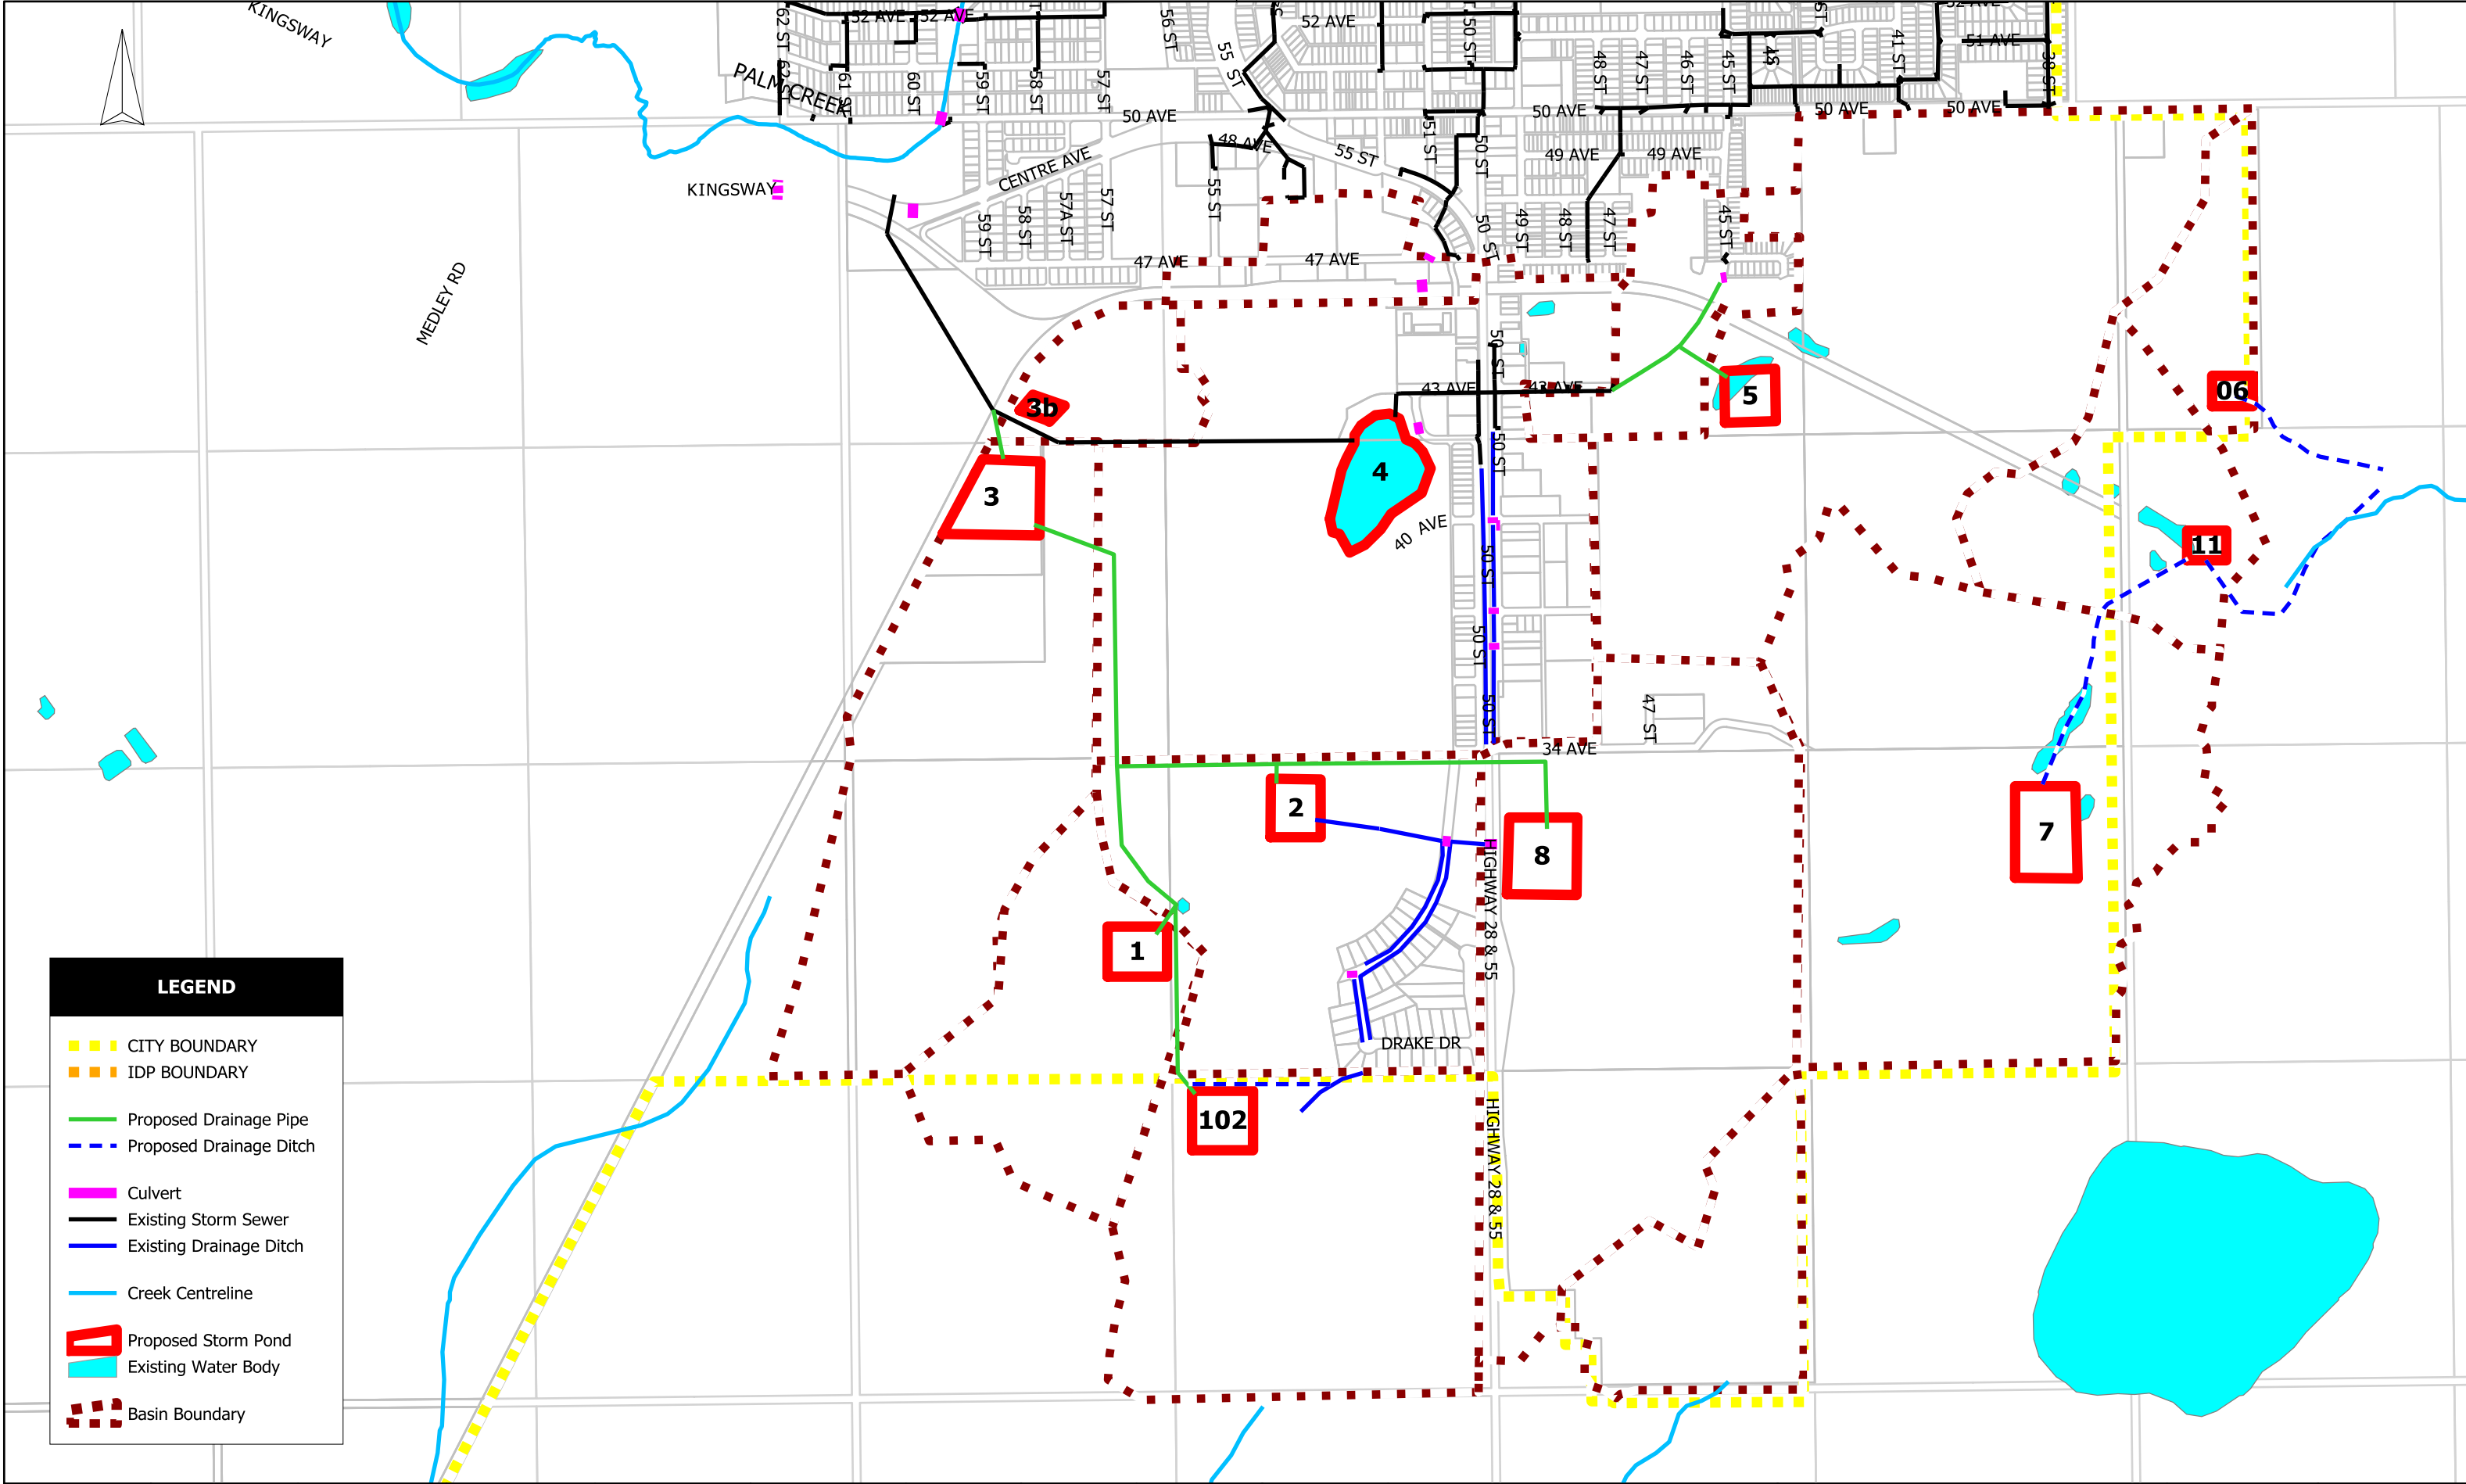 KINGSWAY
62 ST
52 AVE
52 AVE
56 ST
55 ST
52 AVE
50 ST
ST
52 AVE
51 AVE
41 ST
38 ST
48 ST
47 ST
46 ST
45 ST
PALM CREEK
62 ST
61 ST
60 ST
59 ST
58 ST
57 ST
50 AVE
50 AVE
50 AVE
50 AVE
48 AVE
55 ST
51 ST
50 ST
49 AVE
49 AVE
CENTRE AVE
KINGSWAY
59 ST
58 ST
57A ST
57 ST
55 ST
50 ST
49 ST
48 ST
47 ST
45 ST
47 AVE
47 AVE
MEDLEY RD
50 ST
43 AVE
43 AVE
5
06
3b
50 ST
4
3
40 AVE
50 ST
11
50 ST
50 ST
47 ST
34 AVE
2
8
7
HIGHWAY 28 & 55
1
DRAKE DR
102
HIGHWAY 28 & 55
LEGEND
CITY BOUNDARY
IDP BOUNDARY
Proposed Drainage Pipe
Proposed Drainage Ditch
Culvert
Existing Storm Sewer
Existing Drainage Ditch
Creek Centreline
Proposed Storm Pond
Existing Water Body
Basin Boundary